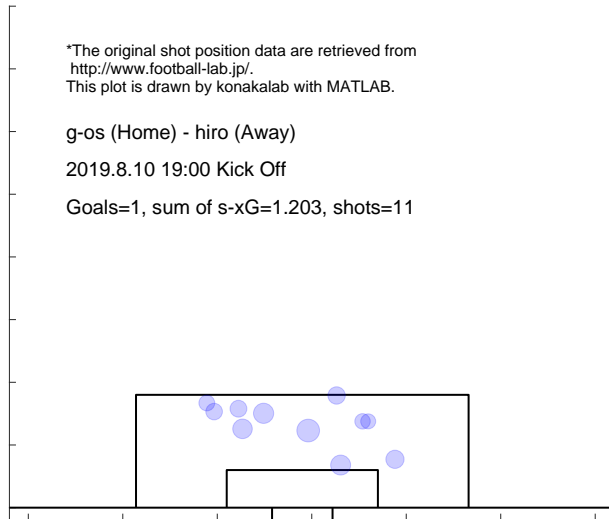 *The original shot position data are retrieved from
http://www.football-lab.jp/.
This plot is drawn by konakalab with MATLAB.
g-os (Home) - hiro (Away)
2019.8.10 19:00 Kick Off
Goals=1, sum of s-xG=1.203, shots=11